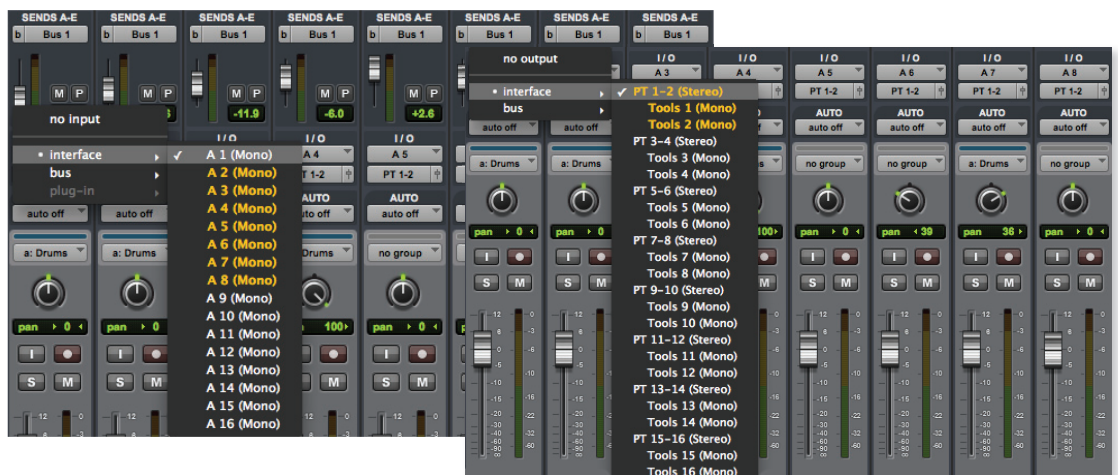 SENDS A-E SENDS A-E SENDS A-E SENDS A-E SENDS A-E SENDS A-E SENDS A-E SENDS A-E
b Bus 1 b Bus 1 b Bus 1 b Bus 1 b Bus 1 b Bus 1 b Bus 1 b Bus 1
M P M P M P M P M P
-11.9 -6.0 +2.6
no input
• interface
bus
plug-in
✓ A 1 (Mono)
A 2 (Mono)
A 3 (Mono)
A 4 (Mono)
A 5 (Mono)
A 6 (Mono)
A 7 (Mono)
A 8 (Mono)
A 9 (Mono)
A 10 (Mono)
A 11 (Mono)
A 12 (Mono)
A 13 (Mono)
A 14 (Mono)
A 15 (Mono)
A 16 (Mono)
I/O I/O I/O
A 4 A 5
PT 1-2
AUTO AUTO
auto off auto off auto off
a: Drums a: Drums no group
pan 0 pan 0 100 pan 0
I I I
S M S M S M
12 0 12 0 12 0
no output
• interface
bus
✓ PT 1-2 (Stereo)
Tools 1 (Mono)
Tools 2 (Mono)
PT 3-4 (Stereo)
Tools 3 (Mono)
Tools 4 (Mono)
PT 5-6 (Stereo)
Tools 5 (Mono)
Tools 6 (Mono)
PT 7-8 (Stereo)
Tools 7 (Mono)
Tools 8 (Mono)
PT 9-10 (Stereo)
Tools 9 (Mono)
Tools 10 (Mono)
PT 11-12 (Stereo)
Tools 11 (Mono)
Tools 12 (Mono)
PT 13-14 (Stereo)
Tools 13 (Mono)
Tools 14 (Mono)
PT 15-16 (Stereo)
Tools 15 (Mono)
Tools 16 (Mono)
I/O I/O I/O I/O I/O I/O
A 3 A 4 A 5 A 6 A 7 A 8
PT 1-2 PT 1-2 PT 1-2 PT 1-2
AUTO AUTO AUTO AUTO
auto off auto off auto off auto off auto off auto off
a: Drums a: Drums no group no group a: Drums no group
pan 0 pan 0 100 pan 0 pan 39 pan 36 pan 0
I I I I I I
S M S M M S M S M S M S M